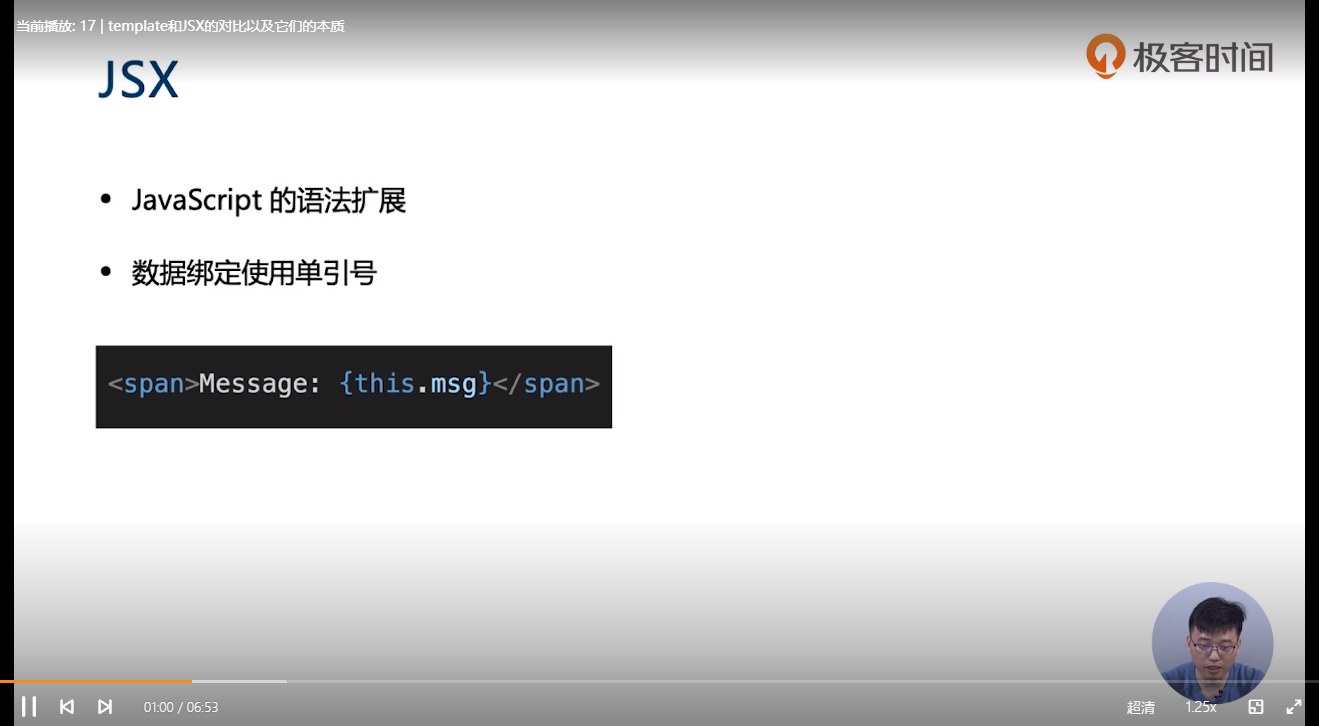 当前播放: 17 | template和JSX的对比以及它们的本质
极客时间
JSX
• JavaScript 的语法扩展
• 数据绑定使用单引号
<span>Message: {this.msg}</span>
01:00 / 06:53
超清
1.25x